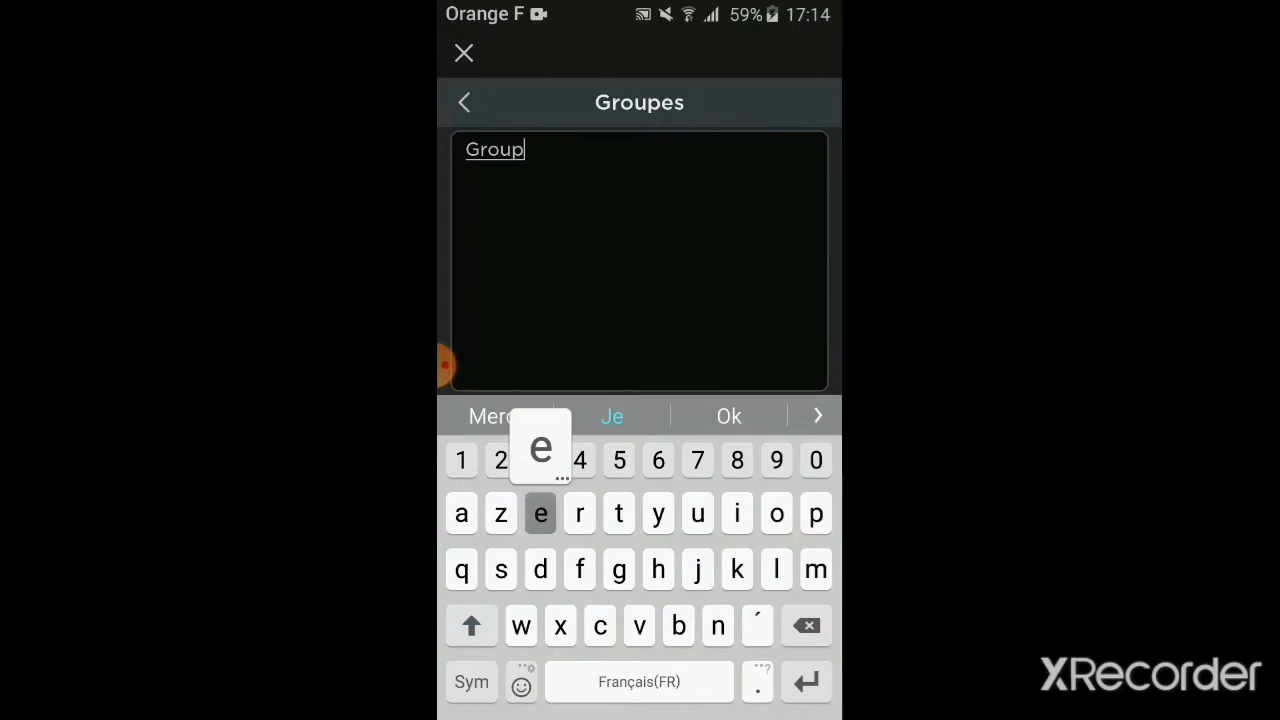 Orange F 59% 17:14
Groupes
Group
Je Ok
e
1 2 4 5 6 7 8 9 0
a z e r t y u i o p
q s d f g h j k l m
w x c v b n ´
Sym Français(FR) .
XRecorder